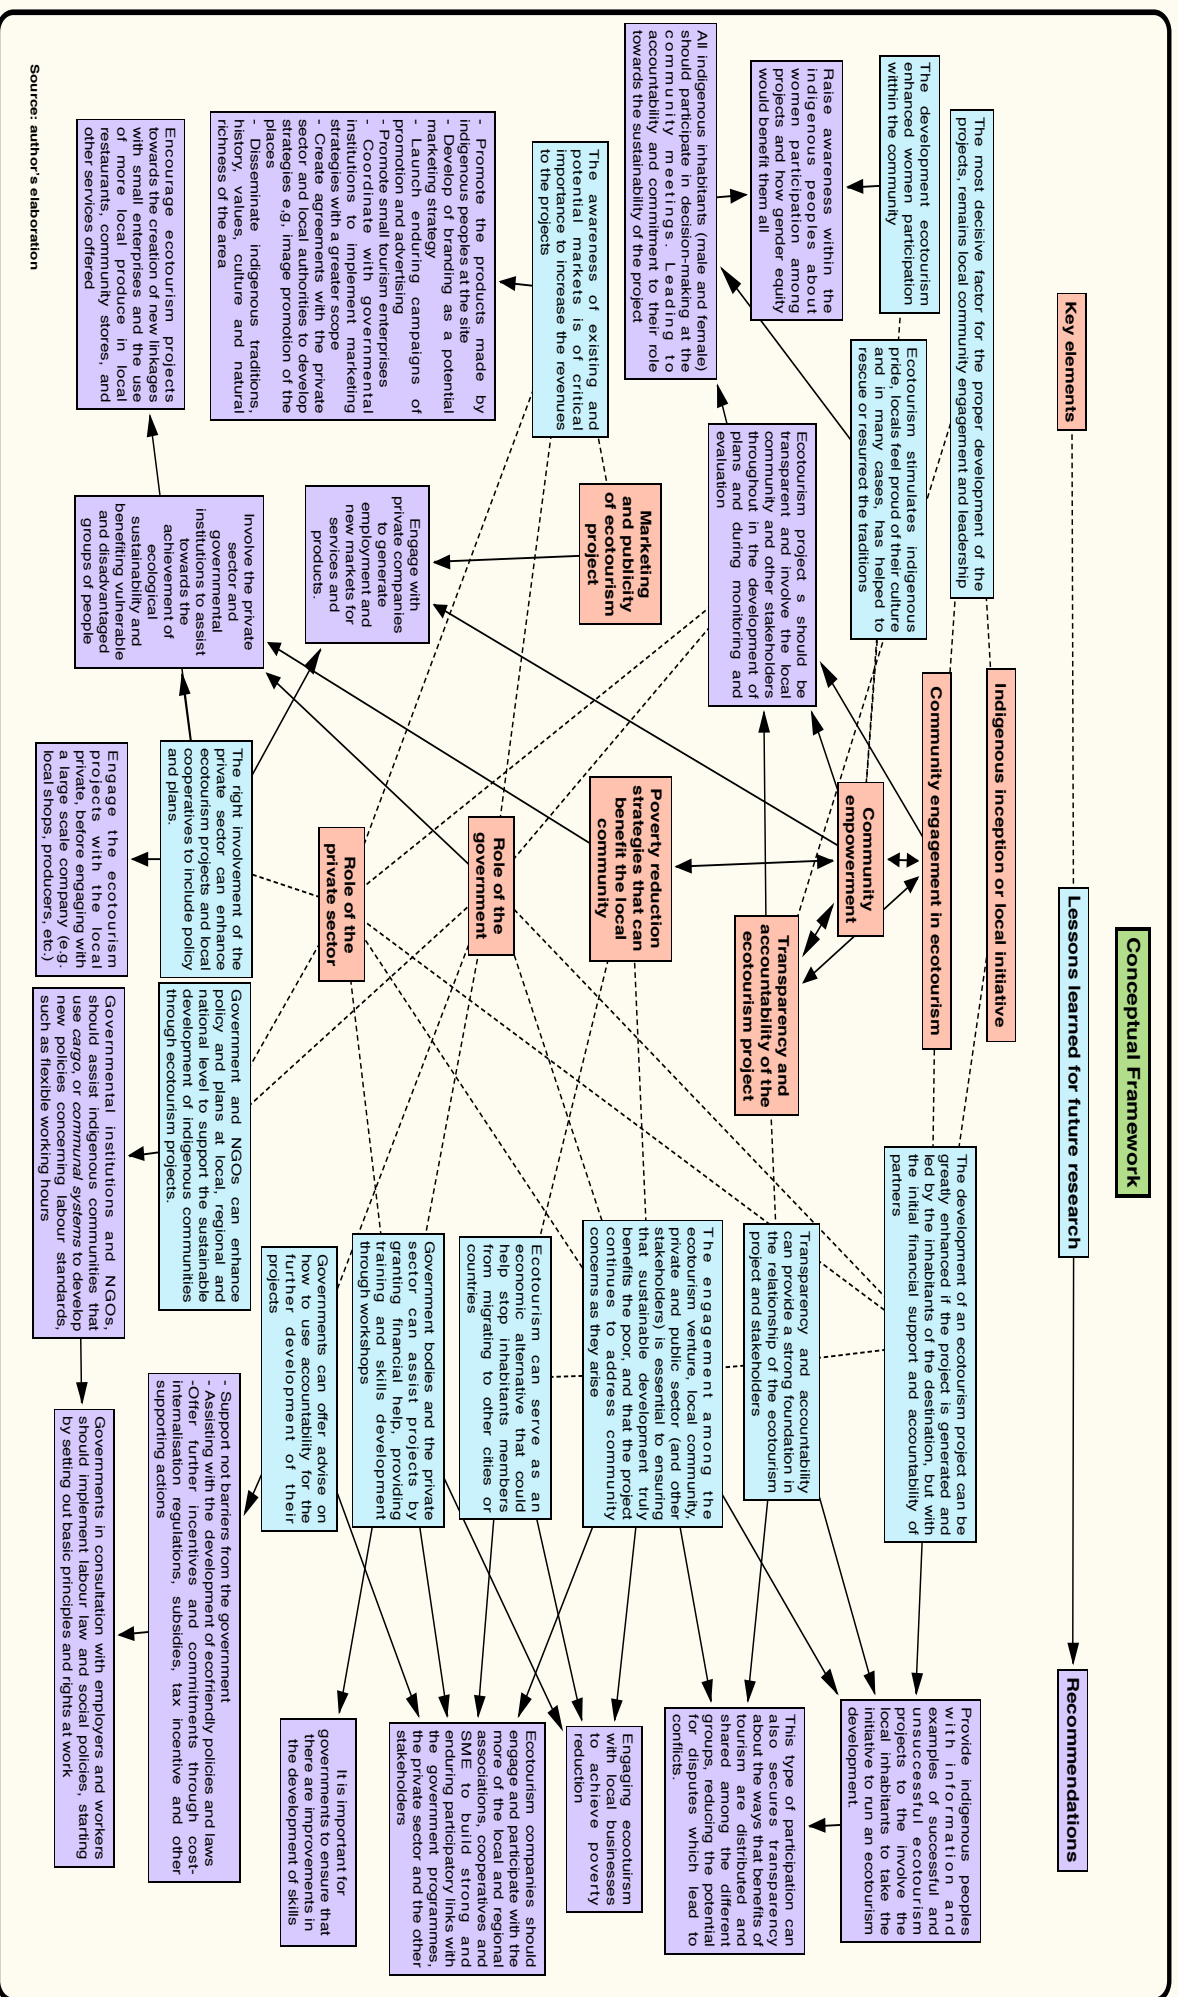 Conceptual Framework
Key elements
Lessons learned for future research
Recommendations
The most decisive factor for the proper development of the
projects, remains local community engagement and leadership
Indigenous inception or local initiative
Community engagement in ecotourism
The development of an ecotourism project can be
greatly enhanced if the project is generated and
led by the inhabitants of the destination, but with
the initial financial support and accountability of
partners
Provide indigenous peoples
with information and
examples of successful and
unsuccessful ecotourism
projects to the involve the
local inhabitants to take the
initiative to run an ecotourism
development.
The development ecotourism
enhanced women participation
within the community
Ecotourism stimulates indigenous
pride, locals feel proud of their culture
and in many cases, has helped to
rescue or resurrect the traditions
Community
empowerment
Raise awareness within the
indigenous peoples about
women participation among
projects and how gender equity
would benefit them all
Ecotourism project s should be
transparent and involve the local
community and other stakeholders
throughout in the development of
plans and during monitoring and
evaluation
Transparency and
accountability of the
ecotourism project
Transparency and accountability
can provide a strong foundation in
the relationship of the ecotourism
project and stakeholders
This type of participation can
also secures transparency
about the ways that benefits of
tourism are distributed and
shared among the different
groups, reducing the potential
for disputes which lead to
conflicts.
All indigenous inhabitants (male and female)
should participate in decision-making at the
community meetings. Leading to
accountability and commitment to their role
towards the sustainability of the project
Poverty reduction
strategies that can
benefit the local
community
The engagement among the
ecotourism venture, local community,
private and public sector (and other
stakeholders) is essential to ensuring
that sustainable development truly
benefits the poor, and that the project
continues to address community
concerns as they arise
Engaging ecotuirism
with local businesses
to achieve poverty
reduction
The awareness of existing and
potential markets is of critical
importance to increase the revenues
to the projects
Marketing
and publicity
of ecotourism
project
Role of the
government
Ecotourism can serve as an
economic alternative that could
help stop inhabitants members
from migrating to other cities or
countries
Ecotourism companies should
engage and participate with the
more of the local and regional
associations, cooperatives and
SME to build strong and
enduring participatory links with
the government programmes,
the private sector and the other
stakeholders
- Promote the products made by
indigenous peoples at the site
- Develop of branding as a potential
marketing strategy
- Launch enduring campaigns of
promotion and advertising
- Promote small tourism enterprises
- Coordinate with governmental
institutions to implement marketing
strategies with a greater scope
- Create agreements with the private
sector and local authorities to develop
strategies e.g, image promotion of the
places
- Disseminate indigenous traditions,
history, values, culture and natural
richness of the area
Engage with
private companies
to generate
employment and
new markets for
services and
products.
Role of the
private sector
Government bodies and the private
sector can assist projects by
granting financial help, providing
training and skills development
through workshops
It is important for
governments to ensure that
there are improvements in
the development of skills
Governments can offer advise on
how to use accountability for the
further development of their
projects
Encourage ecotourism projects
towards the creation of new linkages
with small enterprises and the use
of more local produce in local
restaurants, community stores, and
other services offered
Involve the private
sector and
governmental
institutions to assist
towards the
achievement of
ecological
sustainability and
benefiting vulnerable
and disadvantaged
groups of people
The right involvement of the
private sector can enhance
ecotourism projects and local
cooperatives to include policy
and plans.
Government and NGOs can enhance
policy and plans at local, regional and
national level to support the sustainable
development of indigenous communities
through ecotourism projects.
- Support not barriers from the government
- Assisting with the development of ecofriendly policies and laws
-Offer further incentives and commitments through cost-
internalisation regulations, subsidies, tax incentive and other
supporting actions
Engage the ecotourism
projects with the local
private, before engaging with
a large scale company (e.g.
local shops, producers, etc.)
Governmental institutions and NGOs,
should assist indigenous communities that
use cargo, or communal systems to develop
new policies concerning labour standards,
such as flexible working hours
Governments in consultation with employers and workers
should implement labour law and social policies, starting
by setting out basic principles and rights at work
Source: author's elaboration